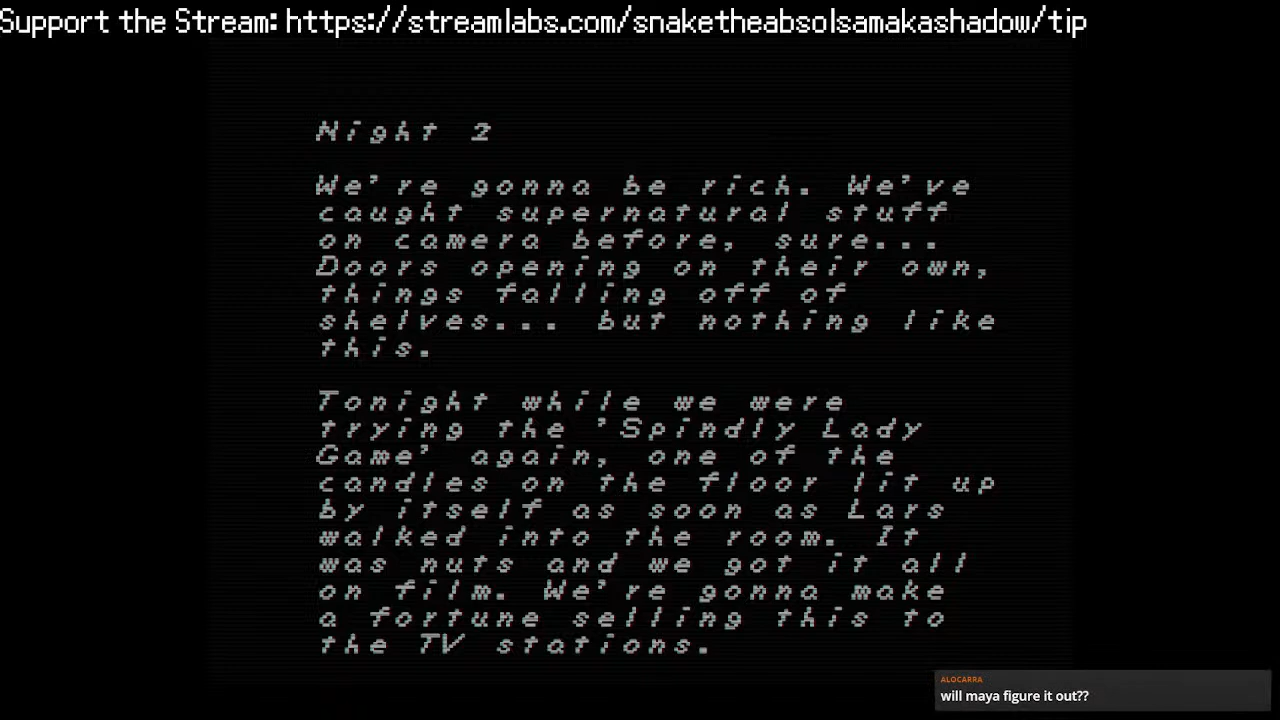 Support the Stream: https://streamlabs.com/snaketheabsolsamakashadow/tip
Night 2
We're gonna be rich. We've
caught supernatural stuff
on camera before, sure...
Doors opening on their own,
things falling off of
shelves... but nothing like
this.
Tonight while we were
trying the 'Spindly Lady
Game' again, one of the
candles on the floor lit up
by itself as soon as Lars
walked into the room. It
was nuts and we got it all
on film. We're gonna make
a fortune selling this to
the TV stations.
ALOCARRA
will maya figure it out??